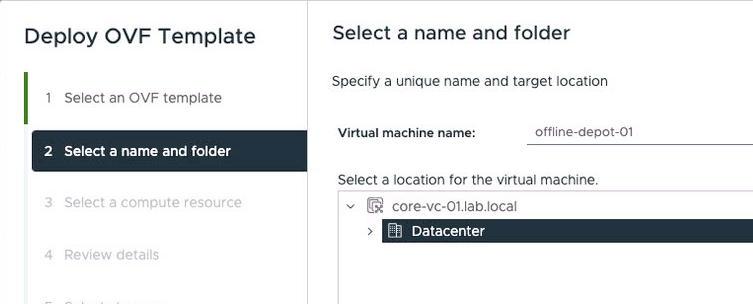 Deploy OVF Template
1 Select an OVF template
2 Select a name and folder
3 Select a compute resource
4 Review details
Select a name and folder
Specify a unique name and target location
Virtual machine name: offline-depot-01
Select a location for the virtual machine.
core-vc-01.lab.local
Datacenter